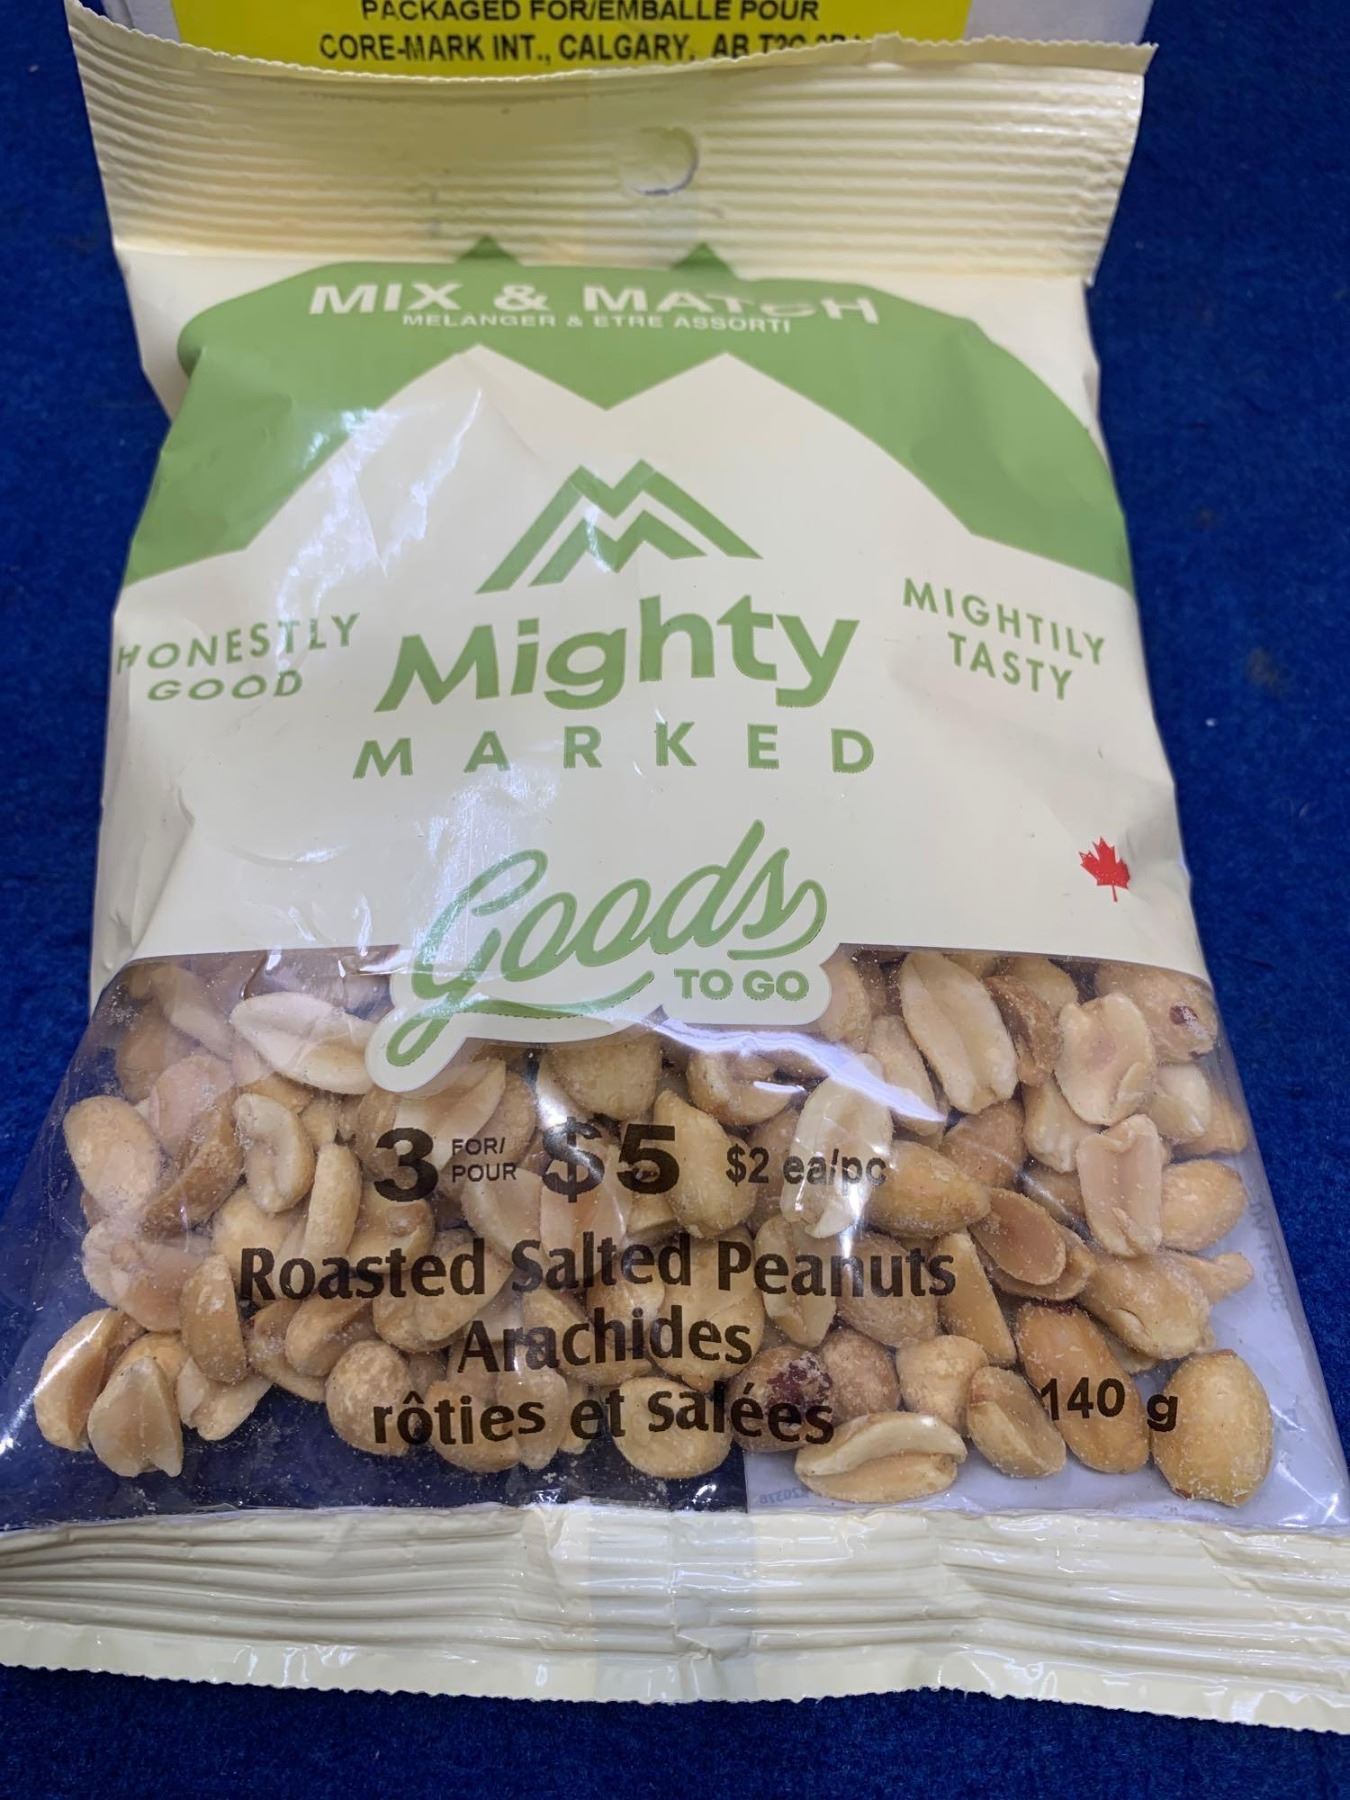 PACKAGED FOR/EMBALLÉ POUR
CORE-MARK INT., CALGARY, AB
MIX & MATCH
MELANGER & ETRE ASSORTI
HONESTLY
GOOD
Mighty
MARKED
MIGHTILY
TASTY
Goods
TO GO
3 FOR/ POUR $5 $2 ea/pc
Roasted Salted Peanuts
Arachides
rôties et salées
140 g